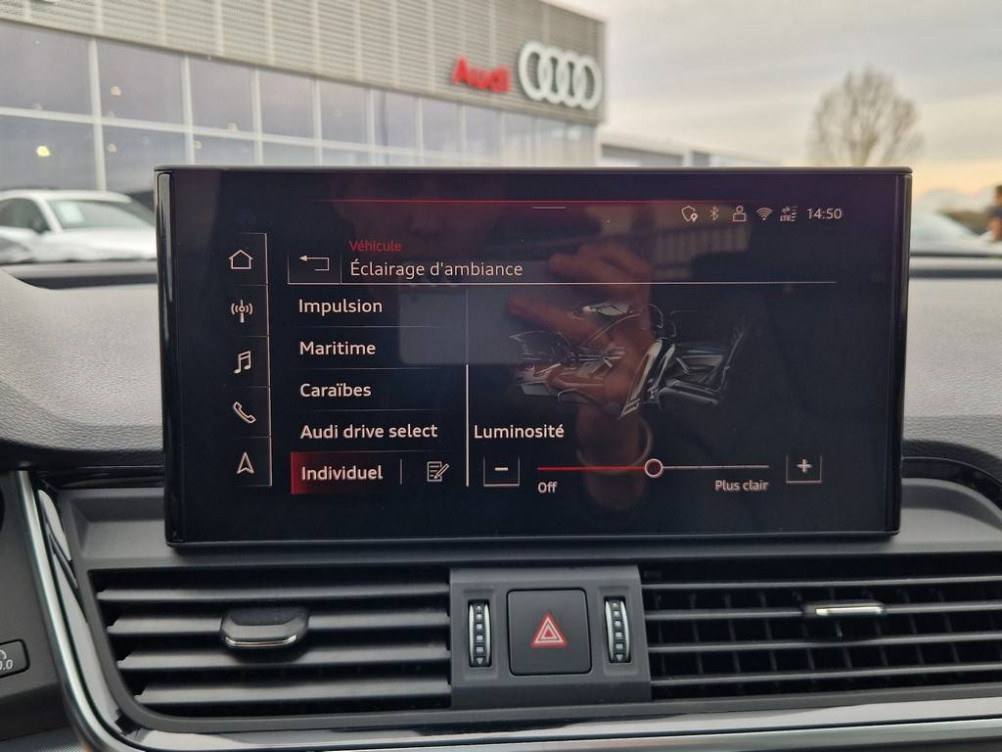 Audi
14:50
Véhicule
Éclairage d'ambiance
Impulsion
Maritime
Caraïbes
Audi drive select
Luminosité
Individuel
Off
Plus clair